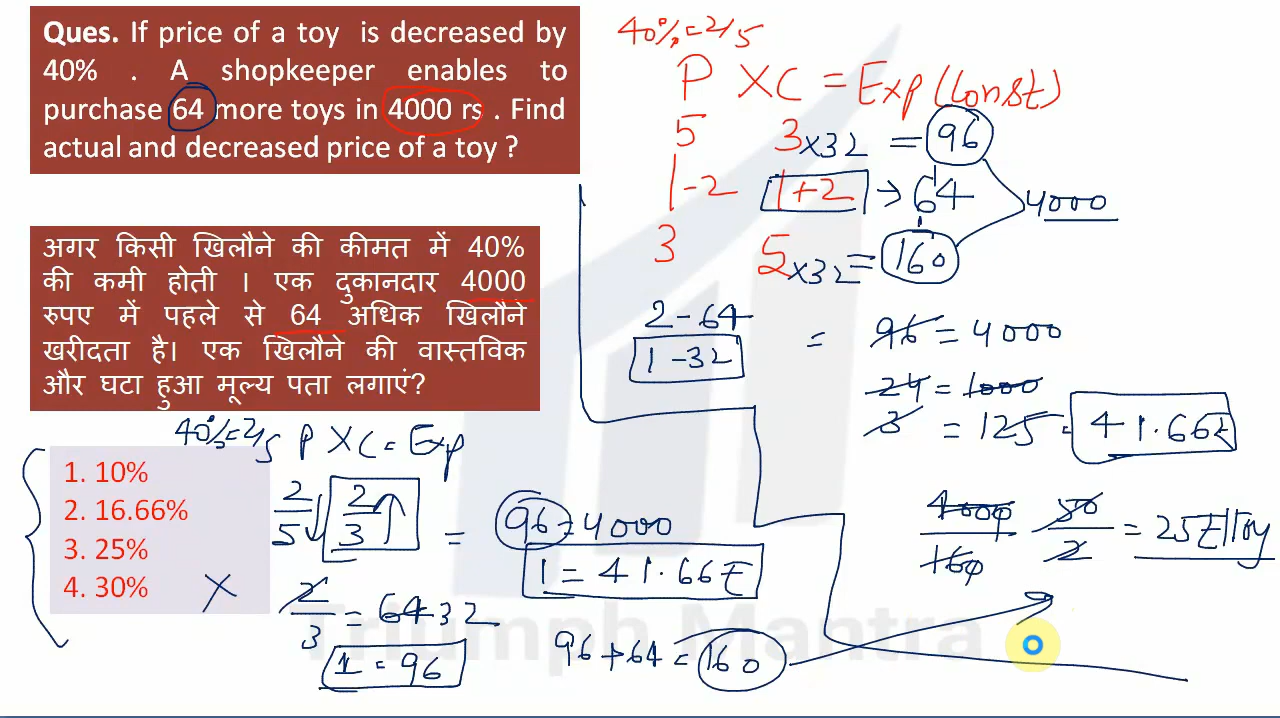 Ques. If price of a toy is decreased by
40% . A shopkeeper enables to
purchase 64 more toys in 4000 rs . Find
actual and decreased price of a toy ?
अगर किसी खिलौने की कीमत में 40%
की कमी होती । एक दुकानदार 4000
रुपए में पहले से 64 अधिक खिलौने
खरीदता है। एक खिलौने की वास्तविक
और घटा हुआ मूल्य पता लगाएं?
1. 10%
2. 16.66%
3. 25%
4. 30%
40% = 2/5
P X C = Exp (Const)
5 3 x32 = 96
1-2 1+2 → 64 4000
3 5 x32 = 160
2 - 64
1 - 32
= 96 = 4000
24 = 1000
3 = 125 = 41.66₹
4000/160 50/2 = 25₹/Toy
40% = 2/5 P X C = Exp
2/5↓ 2/3↑ = 96 = 4000
1 = 41.66₹
2/3 = 64 32
1 = 96
96 + 64 = 160
Triumph Mantra